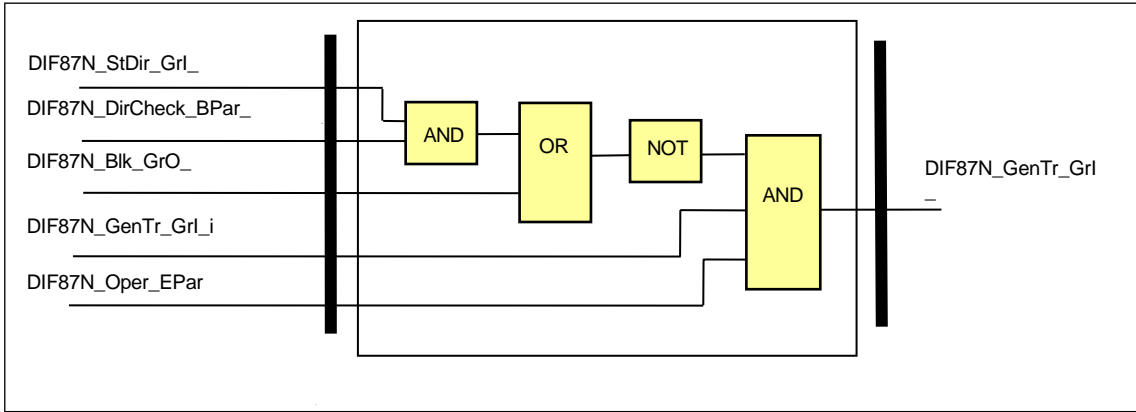 DIF87N_StDir_GrI_
DIF87N_DirCheck_BPar_
DIF87N_Blk_GrO_
DIF87N_GenTr_GrI_i
DIF87N_Oper_EPar
AND
OR
NOT
AND
DIF87N_GenTr_GrI
_